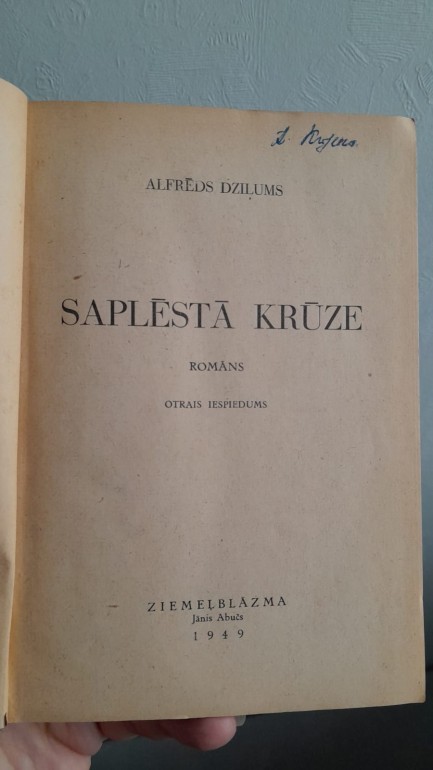 ALFRĒDS DZIĻUMS
SAPLĒSTĀ KRŪZE
ROMĀNS
OTRAIS IESPIEDUMS
ZIEMEĻBLĀZMA
Jānis Abučs
1949